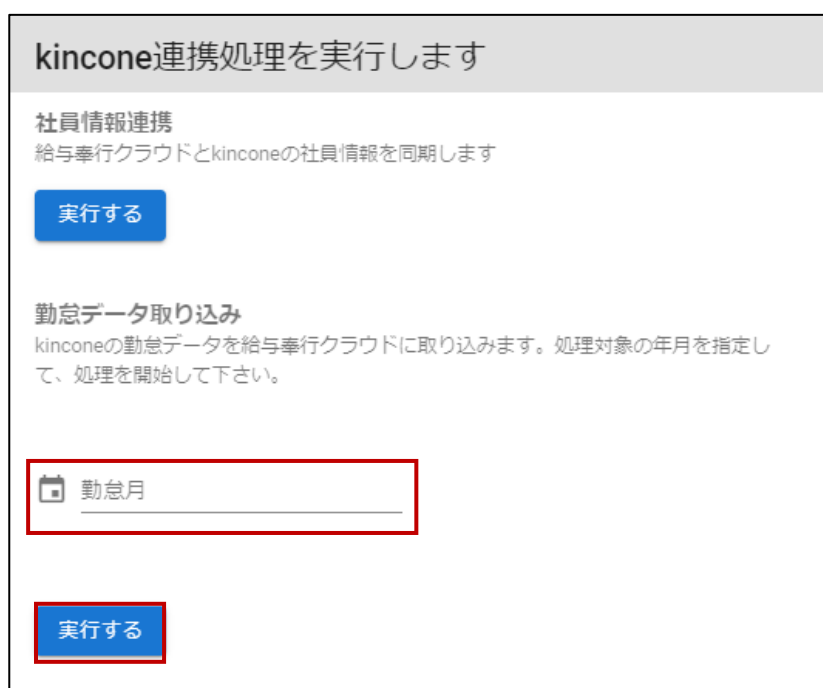 kincone連携処理を実行します
社員情報連携
給与奉行クラウドとkinconeの社員情報を同期します
実行する
勤怠データ取り込み
kinconeの勤怠データを給与奉行クラウドに取り込みます。処理対象の年月を指定し
て、処理を開始して下さい。
勤怠月
実行する